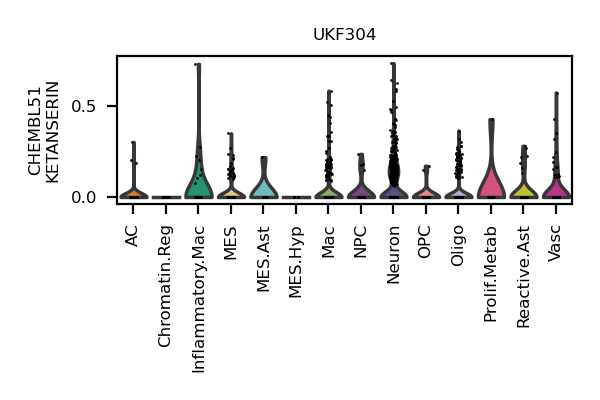 UKF304
CHEMBL51
KETANSERIN
0.5
0.0
AC
Chromatin.Reg
Inflammatory.Mac
MES
MES.Ast
MES.Hyp
Mac
NPC
Neuron
OPC
Oligo
Prolif.Metab
Reactive.Ast
Vasc